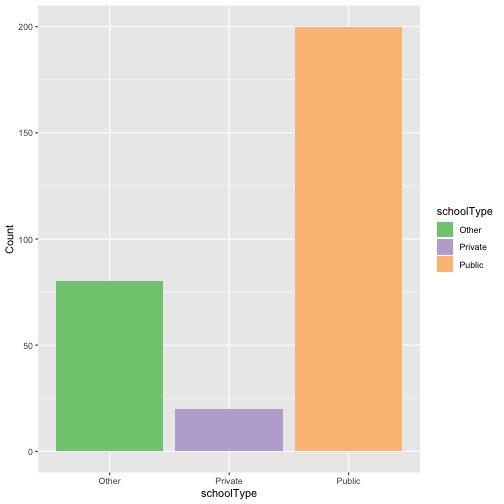 200
150
100
50
0
Count
Other
Private
Public
schoolType
schoolType
Other
Private
Public